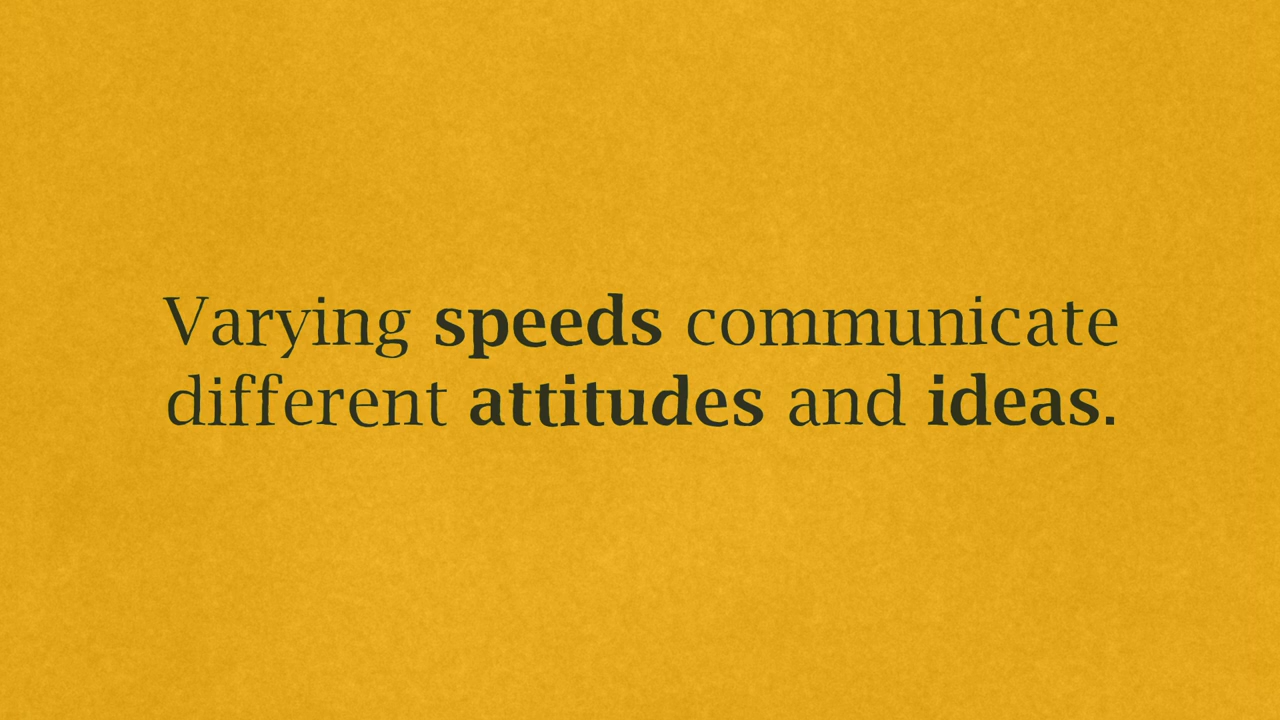 Varying speeds communicate
different attitudes and ideas.